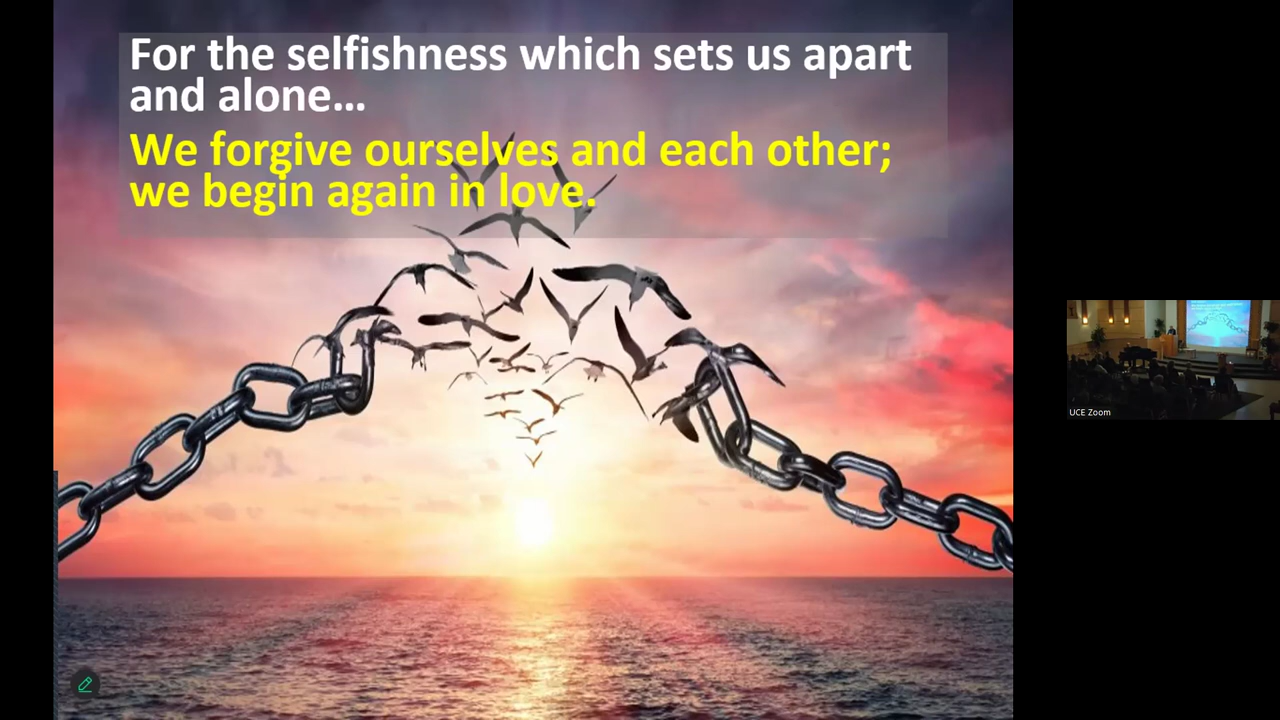 For the selfishness which sets us apart
and alone…
We forgive ourselves and each other;
we begin again in love.
UCE Zoom